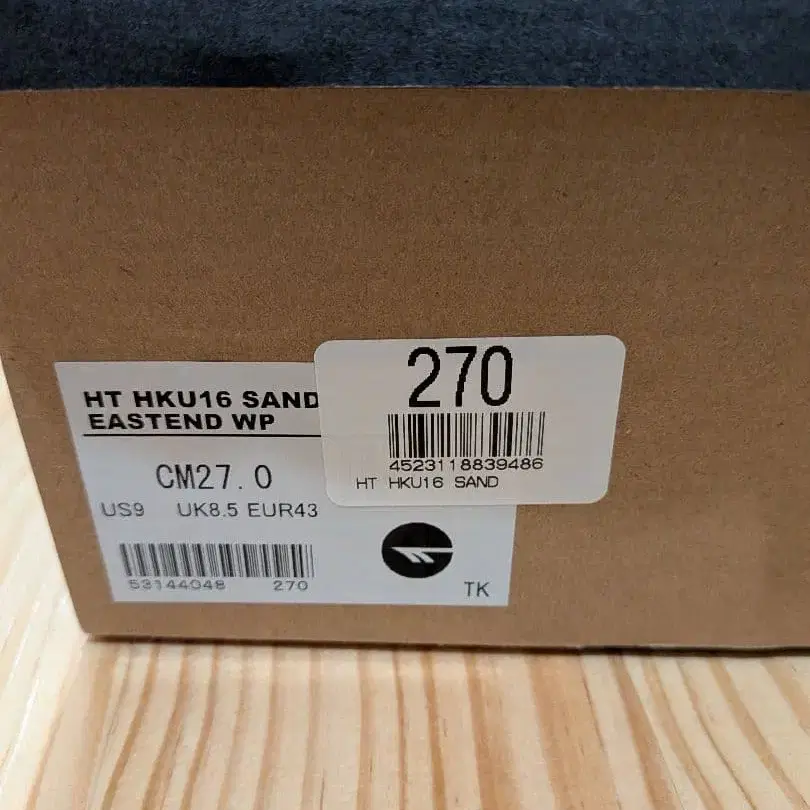 HT HKU16 SAND
EASTEND WP
CM27.0
US9 UK8.5 EUR43
53144048 270
TK
270
4523118839486
HT HKU16 SAND